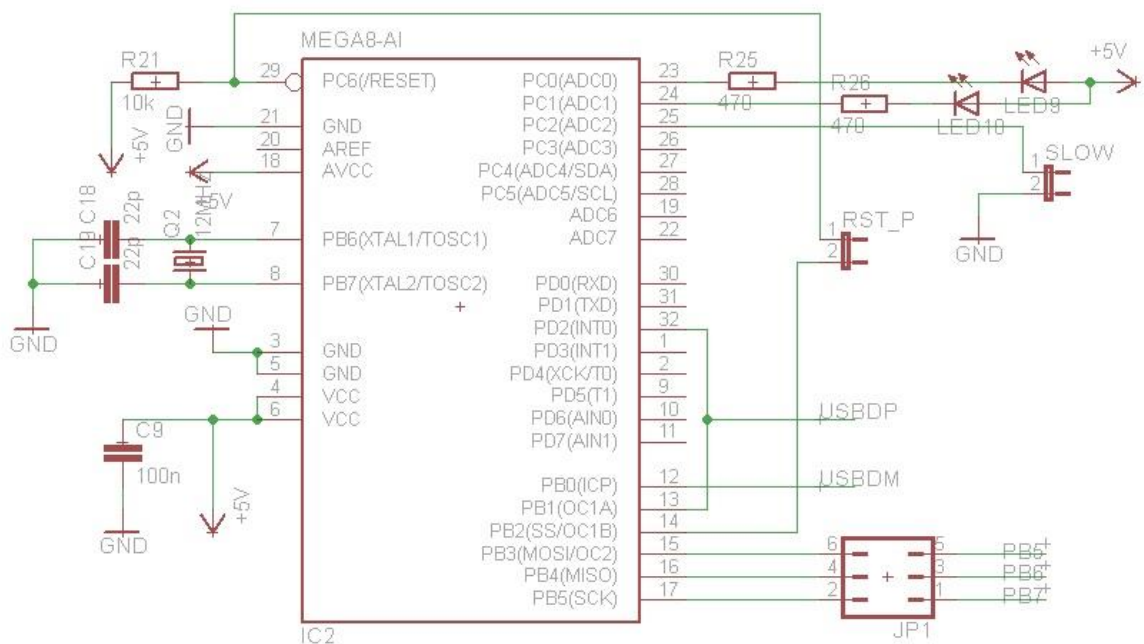 MEGA8-AI
R21
10k
+5V
29
PC6(/RESET)
GND
21
GND
20
AREF
18
AVCC
+5V
C18
22p
C19
22p
Q2
12MHz
7
PB6(XTAL1/TOSC1)
8
PB7(XTAL2/TOSC2)
GND
GND
3
GND
5
GND
4
VCC
6
VCC
C9
100n
GND
+5V
IC2
PC0(ADC0)
23
R25
470
LED9
+5V
PC1(ADC1)
24
R26
470
LED10
PC2(ADC2)
25
PC3(ADC3)
26
PC4(ADC4/SDA)
27
PC5(ADC5/SCL)
28
ADC6
19
ADC7
22
SLOW
1
2
GND
RST_P
1
2
PD0(RXD)
30
PD1(TXD)
31
PD2(INT0)
32
PD3(INT1)
1
PD4(XCK/T0)
2
PD5(T1)
9
PD6(AIN0)
10
USBDP
PD7(AIN1)
11
PB0(ICP)
12
USBDM
PB1(OC1A)
13
PB2(SS/OC1B)
14
PB3(MOSI/OC2)
15
6
5
PB5
PB4(MISO)
16
4
3
PB6
PB5(SCK)
17
2
1
PB7
JP1